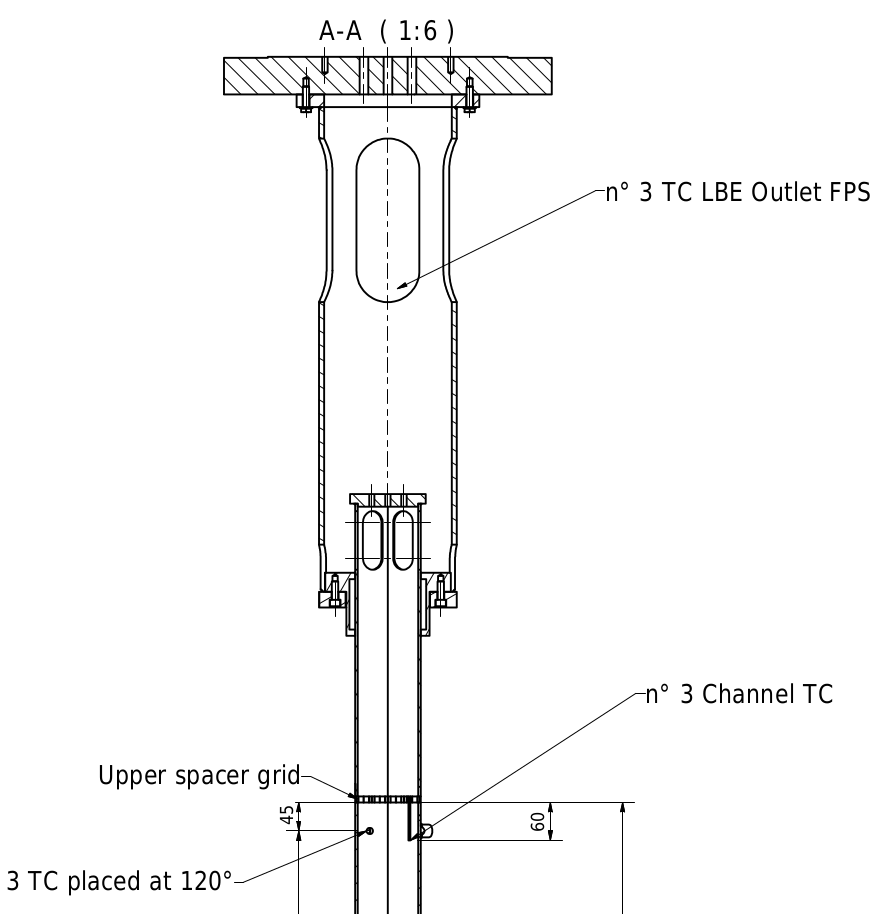 A-A ( 1:6 )
n° 3 TC LBE Outlet FPS
n° 3 Channel TC
Upper spacer grid
45
60
3 TC placed at 120°